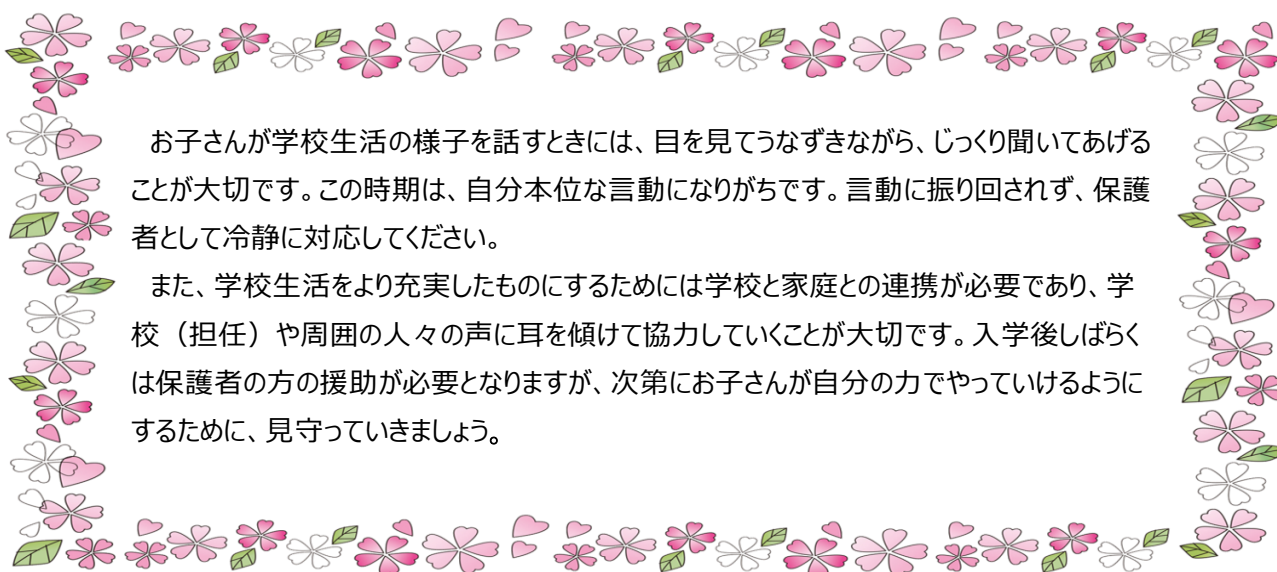 お子さんが学校生活の様子を話すときには、目を見てうなずきながら、じっくり聞いてあげる
ことが大切です。この時期は、自分本位な言動になりがちです。言動に振り回されず、保護
者として冷静に対応してください。
　また、学校生活をより充実したものにするためには学校と家庭との連携が必要であり、学
校（担任）や周囲の人々の声に耳を傾けて協力していくことが大切です。入学後しばらく
は保護者の方の援助が必要となりますが、次第にお子さんが自分の力でやっていけるように
するために、見守っていきましょう。